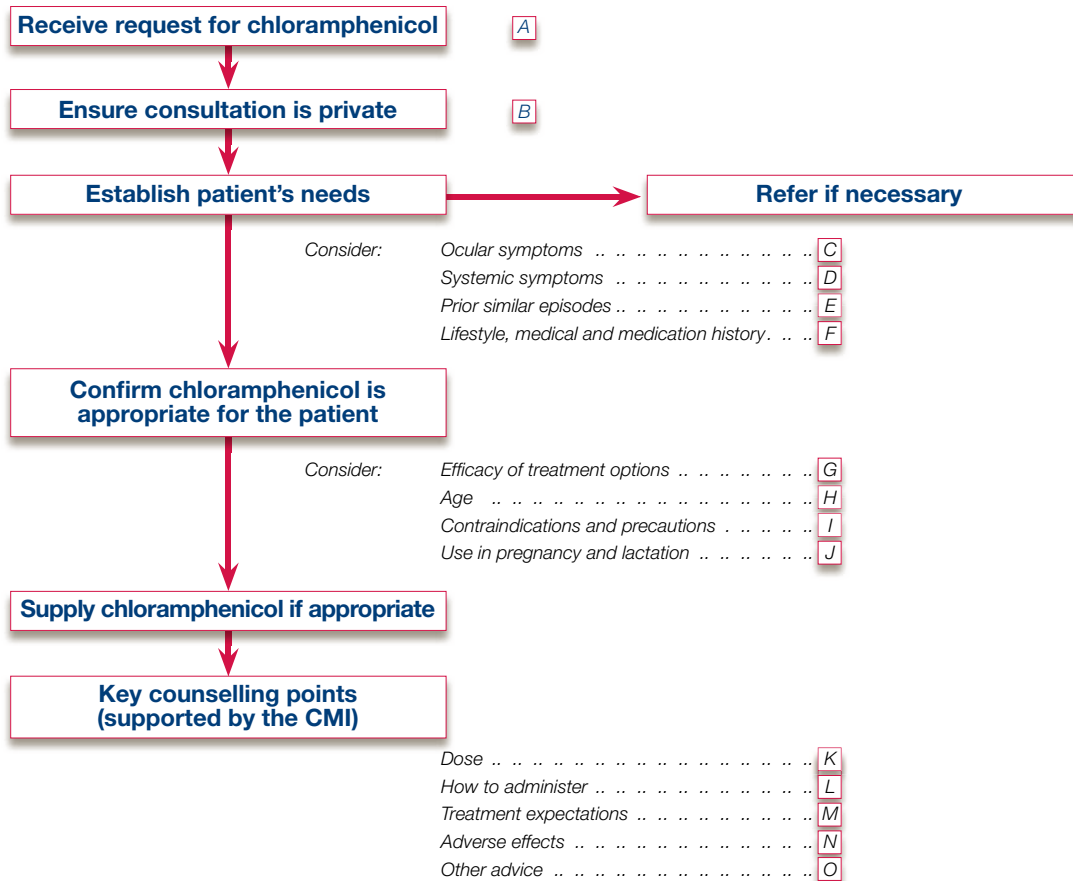 Receive request for chloramphenicol A
Ensure consultation is private B
Establish patient's needs Refer if necessary
Consider: Ocular symptoms .. .. .. .. .. .. .. .. .. .. .. C
Systemic symptoms .. .. .. .. .. .. .. .. .. .. D
Prior similar episodes .. .. .. .. .. .. .. .. .. .. E
Lifestyle, medical and medication history. .. .. F
Confirm chloramphenicol is
appropriate for the patient
Consider: Efficacy of treatment options .. .. .. .. .. .. .. G
Age .. .. .. .. .. .. .. .. .. .. .. .. .. .. .. .. H
Contraindications and precautions . .. .. .. .. I
Use in pregnancy and lactation .. .. .. .. .. .. J
Supply chloramphenicol if appropriate
Key counselling points
(supported by the CMI)
Dose .. .. .. .. .. .. .. .. .. .. .. .. .. .. .. .. K
How to administer .. .. .. .. .. .. .. .. .. .. .. L
Treatment expectations .. .. .. .. .. .. .. .. .. M
Adverse effects .. .. .. .. .. .. .. .. .. .. .. .. N
Other advice .. .. .. .. .. .. .. .. .. .. .. .. .. O